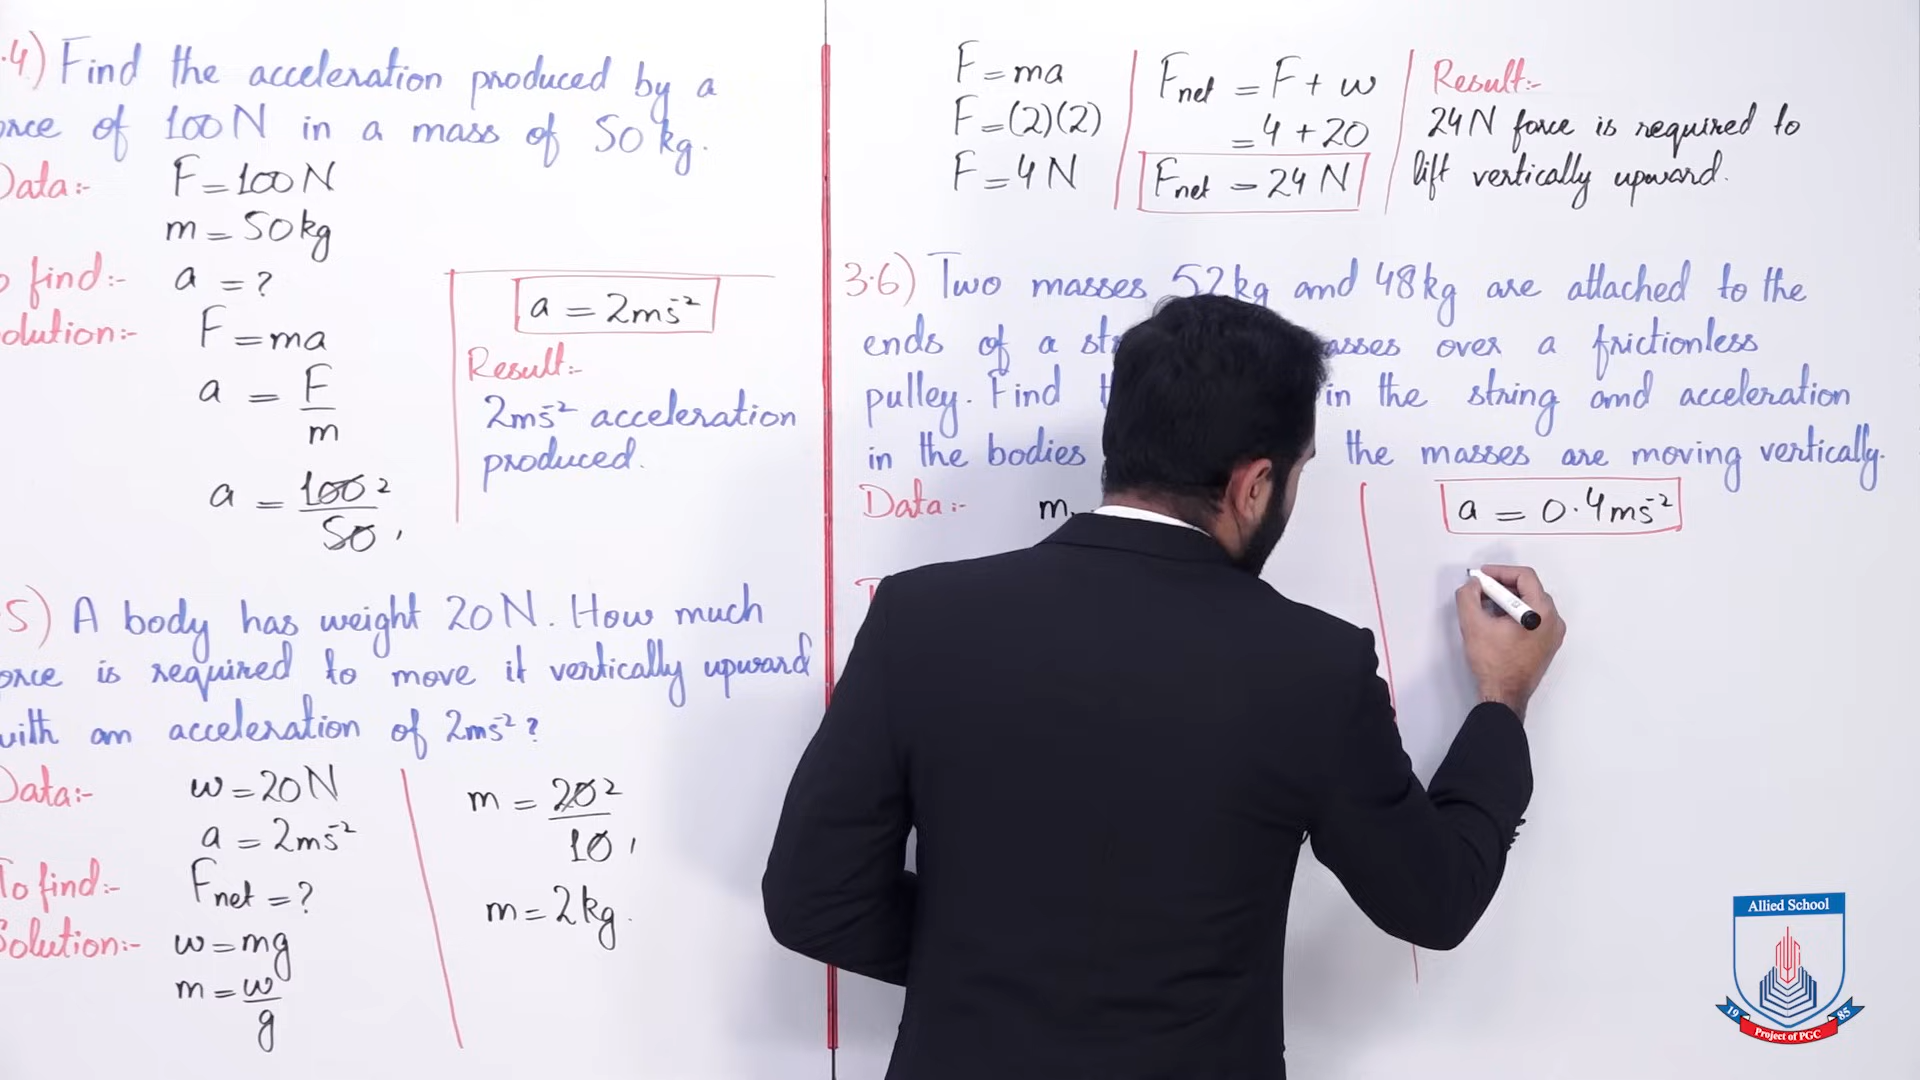 .4) Find the acceleration produced by a
orce of 100N in a mass of 50kg.
Data:-
F=100N
m=50kg
o find:-
a = ?
olution:-
F=ma
a = F/m
a = 100 2 / 50 1
a = 2ms⁻²
Result:-
2ms⁻² acceleration
produced.
5) A body has weight 20N. How much
orce is required to move it vertically upward
with an acceleration of 2ms⁻²?
Data:-
w=20N
a = 2ms⁻²
To find:-
Fnet = ?
Solution:-
w=mg
m = w/g
m = 20 2 / 10 1
m=2kg.
F=ma
F=(2)(2)
F=4N
Fnet = F+w
= 4+20
Fnet = 24N
Result:-
24N force is required to
lift vertically upward.
3.6) Two masses 52kg and 48kg are attached to the
ends of a over a frictionless
pulley. Find in the string and acceleration
in the bodies the masses are moving vertically.
Data:-
m
a = 0.4ms⁻²
Allied School
19 85
Project of PGC